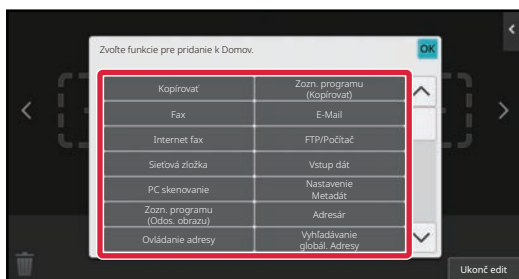 Zvoľte funkcie pre pridanie k Domov.
OK
Kopírovať
Zozn. programu
(Kopírovať)
Fax
E-Mail
Internet fax
FTP/Počítač
Sieťová zložka
Vstup dát
PC skenovanie
Nastavenie
Metadát
Zozn. programu
(Odos. obrazu)
Adresár
Ovládanie adresy
Vyhľadávanie
globál. Adresy
Ukonč edit